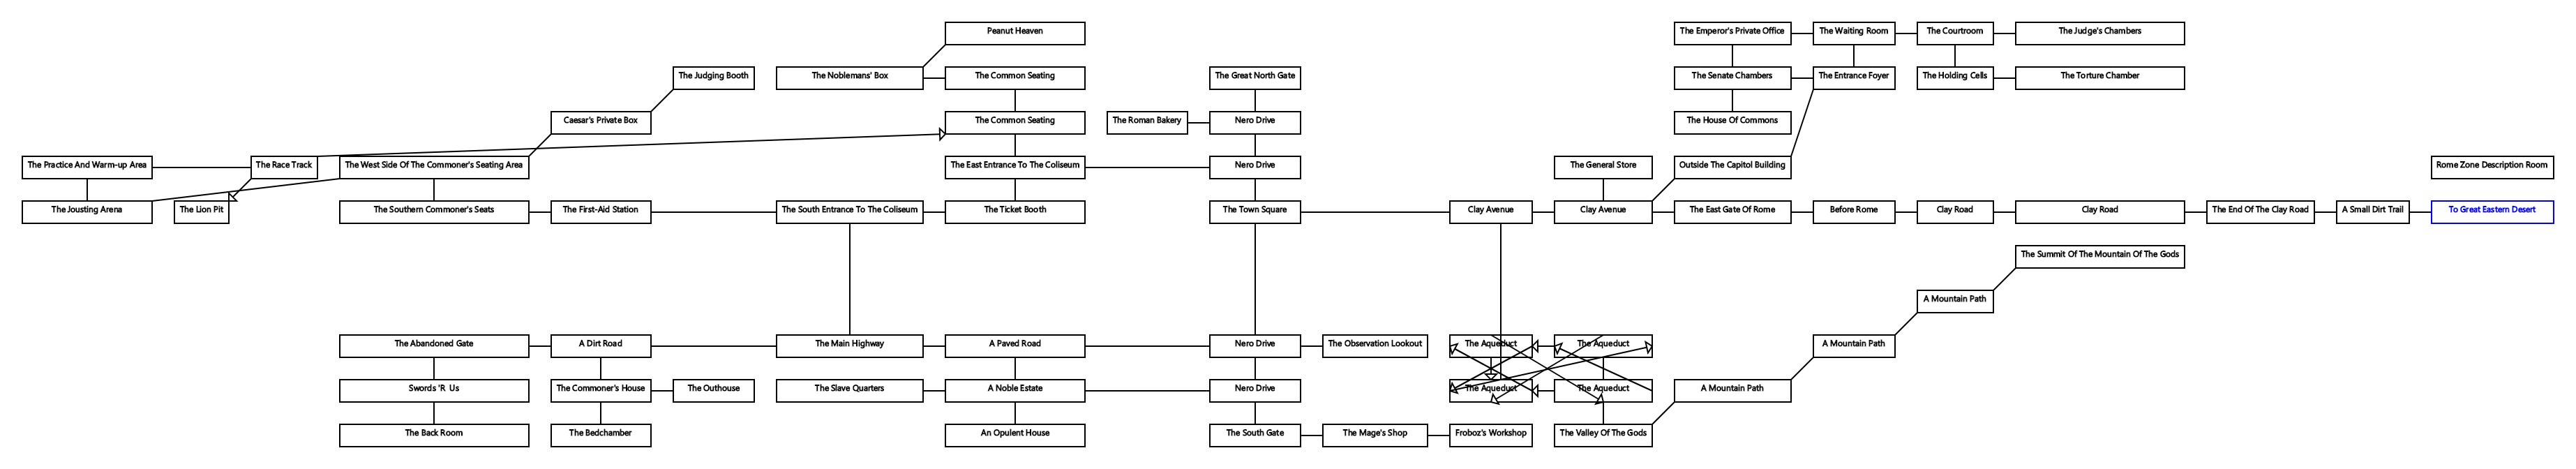 Peanut Heaven
The Emperor's Private Office
The Waiting Room
The Courtroom
The Judge's Chambers
The Judging Booth
The Noblemans' Box
The Common Seating
The Great North Gate
The Senate Chambers
The Entrance Foyer
The Holding Cells
The Torture Chamber
Caesar's Private Box
The Common Seating
The Roman Bakery
Nero Drive
The House Of Commons
The Practice And Warm-up Area
The Race Track
The West Side Of The Commoner's Seating Area
The East Entrance To The Coliseum
Nero Drive
The General Store
Outside The Capitol Building
Rome Zone Description Room
The Jousting Arena
The Lion Pit
The Southern Commoner's Seats
The First-Aid Station
The South Entrance To The Coliseum
The Ticket Booth
The Town Square
Clay Avenue
Clay Avenue
The East Gate Of Rome
Before Rome
Clay Road
Clay Road
The End Of The Clay Road
A Small Dirt Trail
To Great Eastern Desert
The Summit Of The Mountain Of The Gods
A Mountain Path
The Abandoned Gate
A Dirt Road
The Main Highway
A Paved Road
Nero Drive
The Observation Lookout
The Aqueduct
The Aqueduct
A Mountain Path
Swords 'R Us
The Commoner's House
The Outhouse
The Slave Quarters
A Noble Estate
Nero Drive
The Aqueduct
The Aqueduct
A Mountain Path
The Back Room
The Bedchamber
An Opulent House
The South Gate
The Mage's Shop
Froboz's Workshop
The Valley Of The Gods